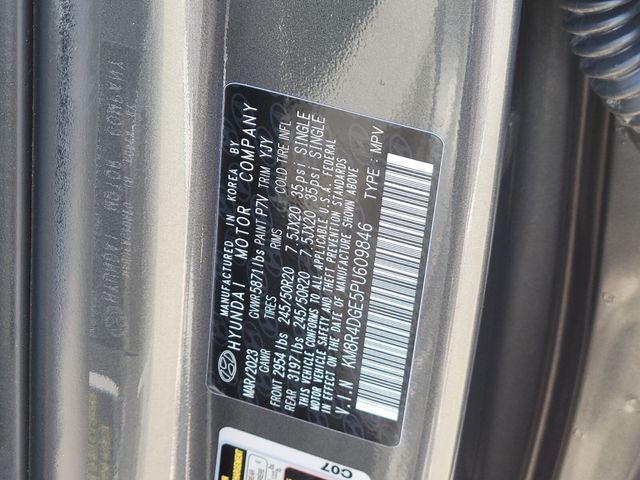 MANUFACTURED IN KOREA BY
HYUNDAI MOTOR COMPANY
MAR/2023 GVWR 5871lbs PAINT P7V TRIM YJY
GAWR TIRES RIMS COLD TIRE INFL
FRONT 2954 lbs 245/50R20 7.5JX20 35psi SINGLE
REAR 3197 lbs 245/50R20 7.5JX20 35psi SINGLE
THIS VEHICLE CONFORMS TO ALL APPLICABLE U.S.A. FEDERAL
MOTOR VEHICLE SAFETY AND THEFT PREVENTION STANDARDS
IN EFFECT ON THE DATE OF MANUFACTURE SHOWN ABOVE
V.I.N KM8R4DGE5PU609846 TYPE : MPV
C07